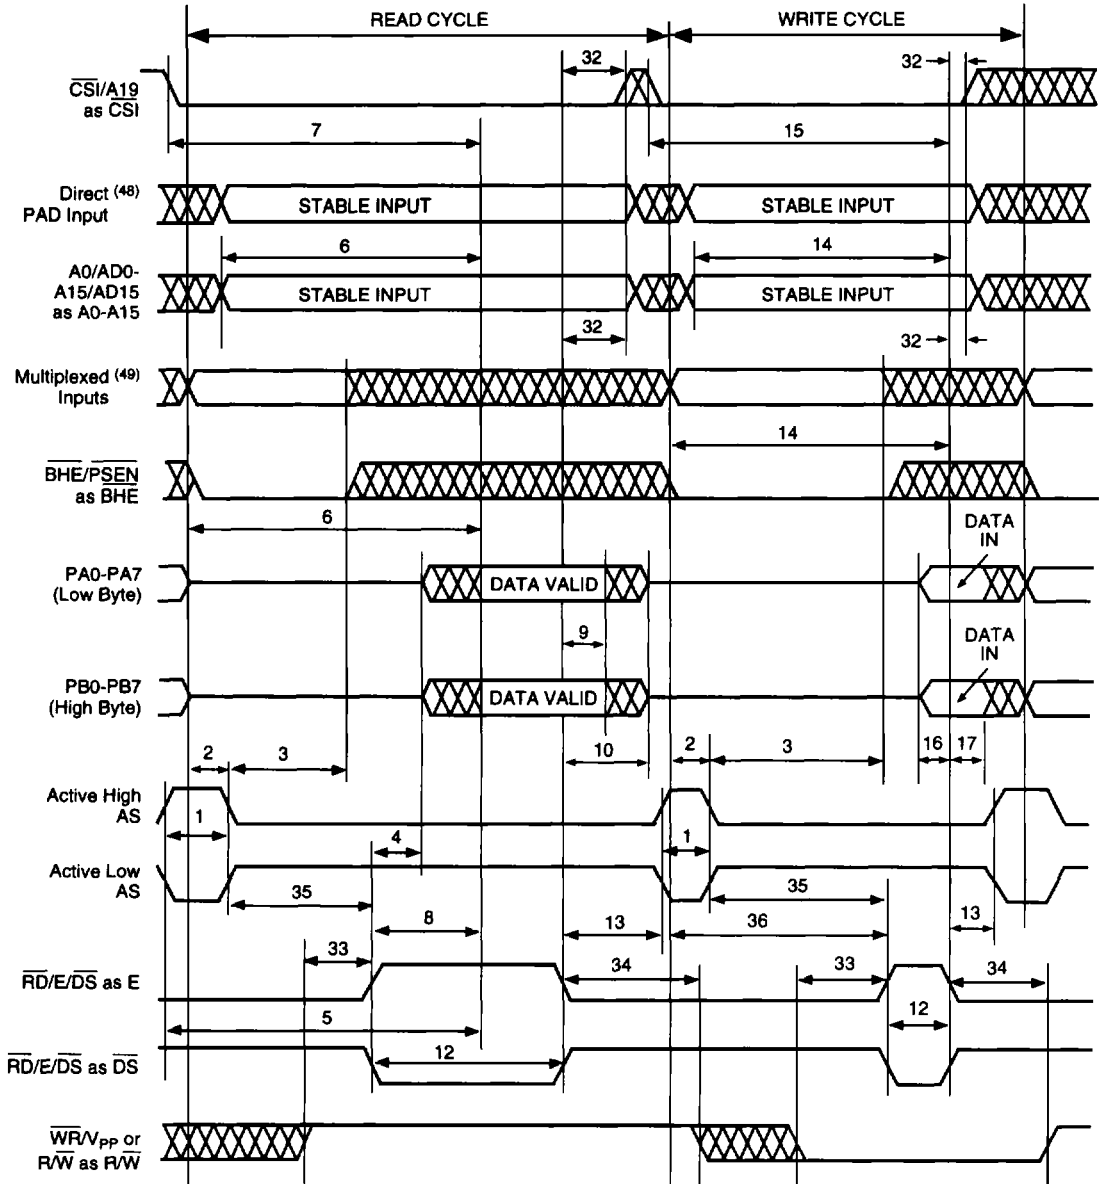 READ CYCLE WRITE CYCLE
32 32
CSI/A19
as CSI
7 15
Direct (48)
PAD Input
STABLE INPUT STABLE INPUT
6 14
A0/AD0-
A15/AD15
as A0-A15
STABLE INPUT STABLE INPUT
32 32
Multiplexed (49)
Inputs
14
BHE/PSEN
as BHE
6
DATA
IN
PA0-PA7
(Low Byte)
DATA VALID
9
DATA
IN
PB0-PB7
(High Byte)
DATA VALID
2 3 10 2 3 16 17
Active High
AS
1 4 1
Active Low
AS
35 35
8 13 36 13
33 34 33 34
RD/E/DS as E
5 12
12
RD/E/DS as DS
WR/VPP or
R/W as R/W